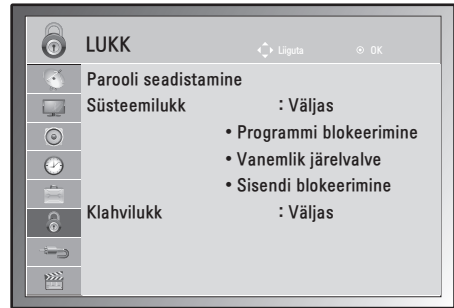 LUKK Liiguta OK
Parooli seadistamine
Süsteemilukk : Väljas
• Programmi blokeerimine
• Vanemlik järelvalve
• Sisendi blokeerimine
Klahvilukk : Väljas